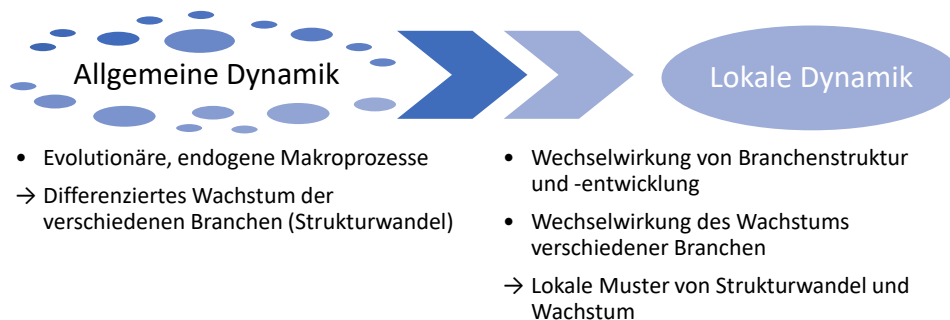 Allgemeine Dynamik
Lokale Dynamik
• Evolutionäre, endogene Makroprozesse
→ Differenziertes Wachstum der
verschiedenen Branchen (Strukturwandel)
• Wechselwirkung von Branchenstruktur
und -entwicklung
• Wechselwirkung des Wachstums
verschiedener Branchen
→ Lokale Muster von Strukturwandel und
Wachstum